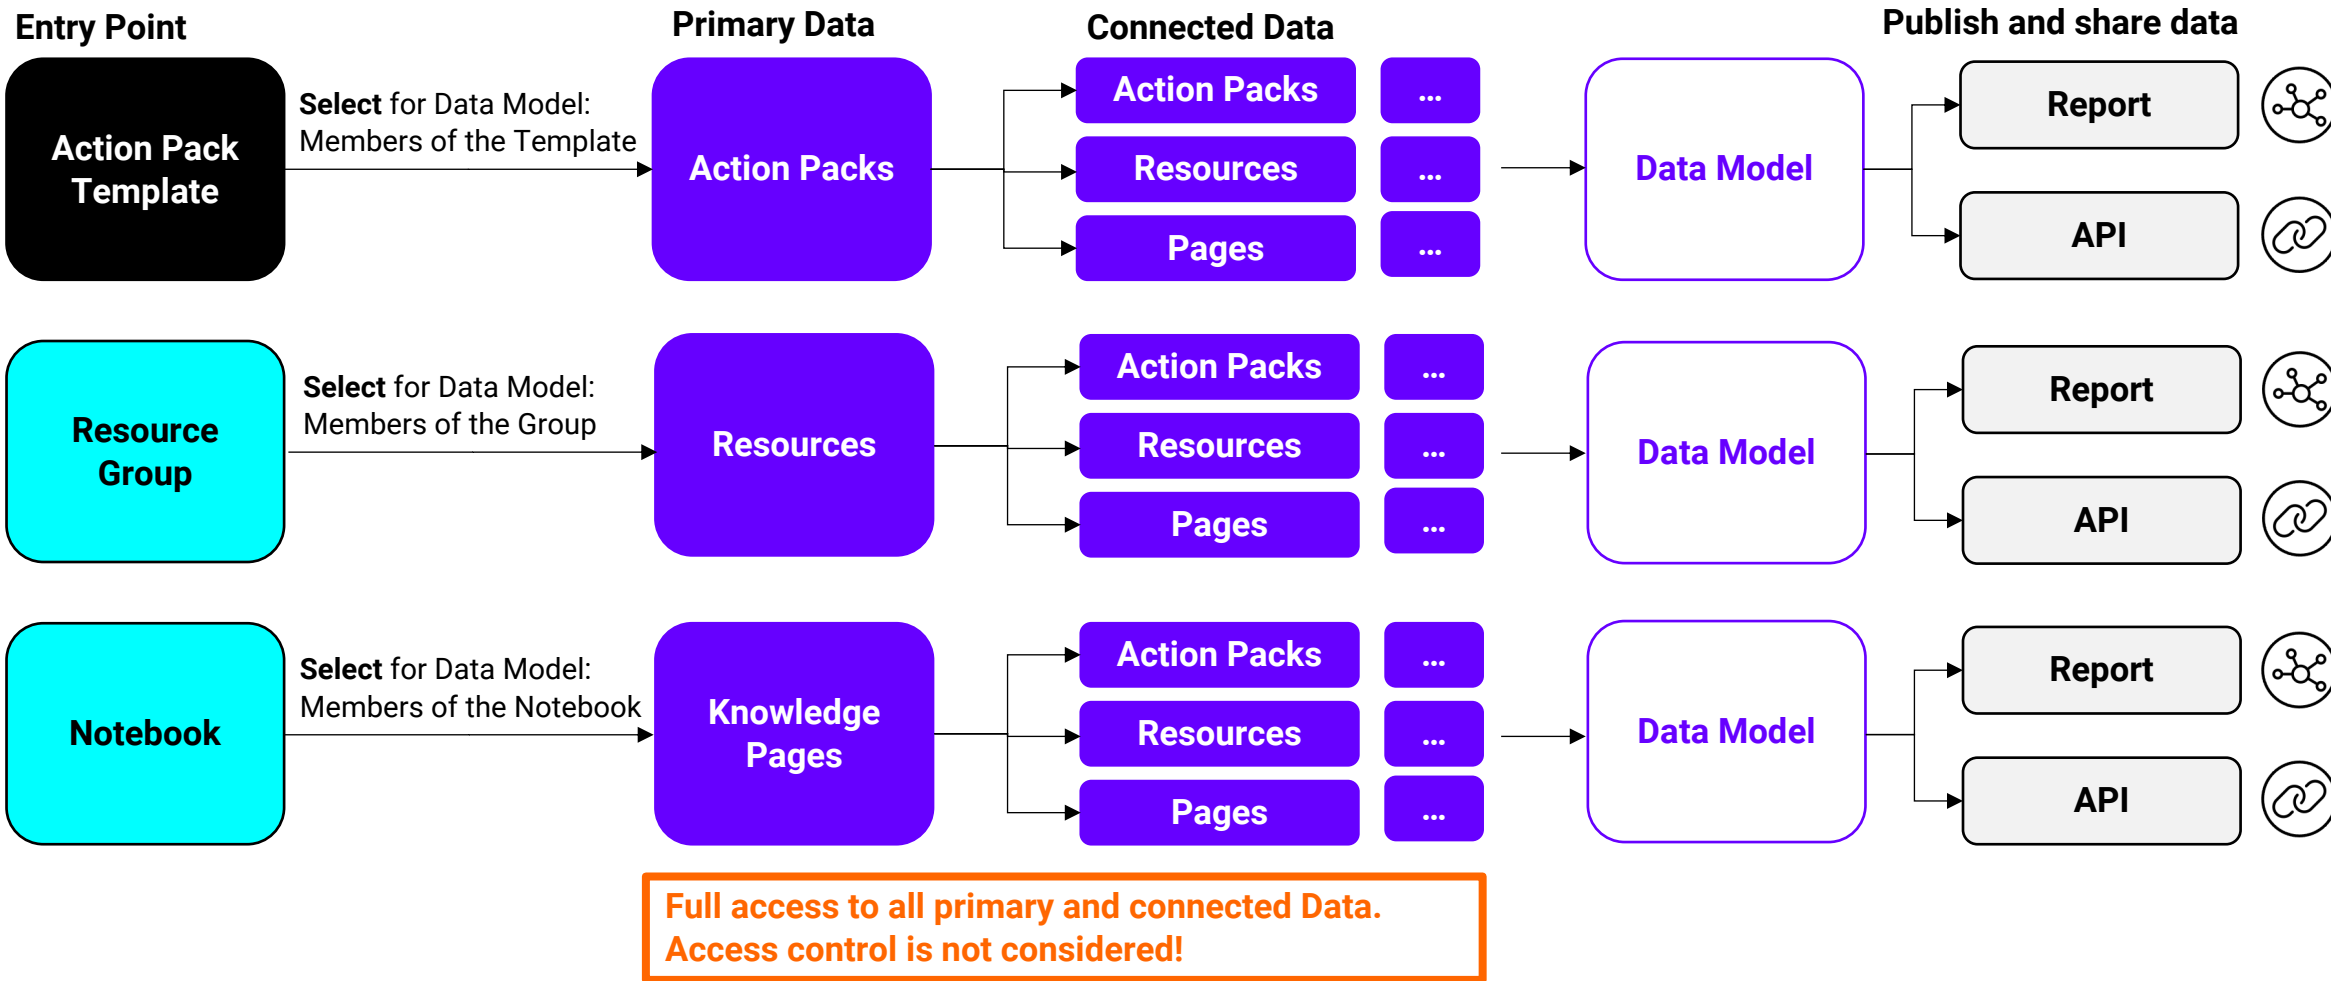 Entry Point
Primary Data
Connected Data
Publish and share data
Action Pack
Template
Select for Data Model:
Members of the Template
Action Packs
Action Packs
...
Resources
...
Pages
...
Data Model
Report
API
Resource
Group
Select for Data Model:
Members of the Group
Resources
Action Packs
...
Resources
...
Pages
...
Data Model
Report
API
Notebook
Select for Data Model:
Members of the Notebook
Knowledge
Pages
Action Packs
...
Resources
...
Pages
...
Data Model
Report
API
Full access to all primary and connected Data.
Access control is not considered!